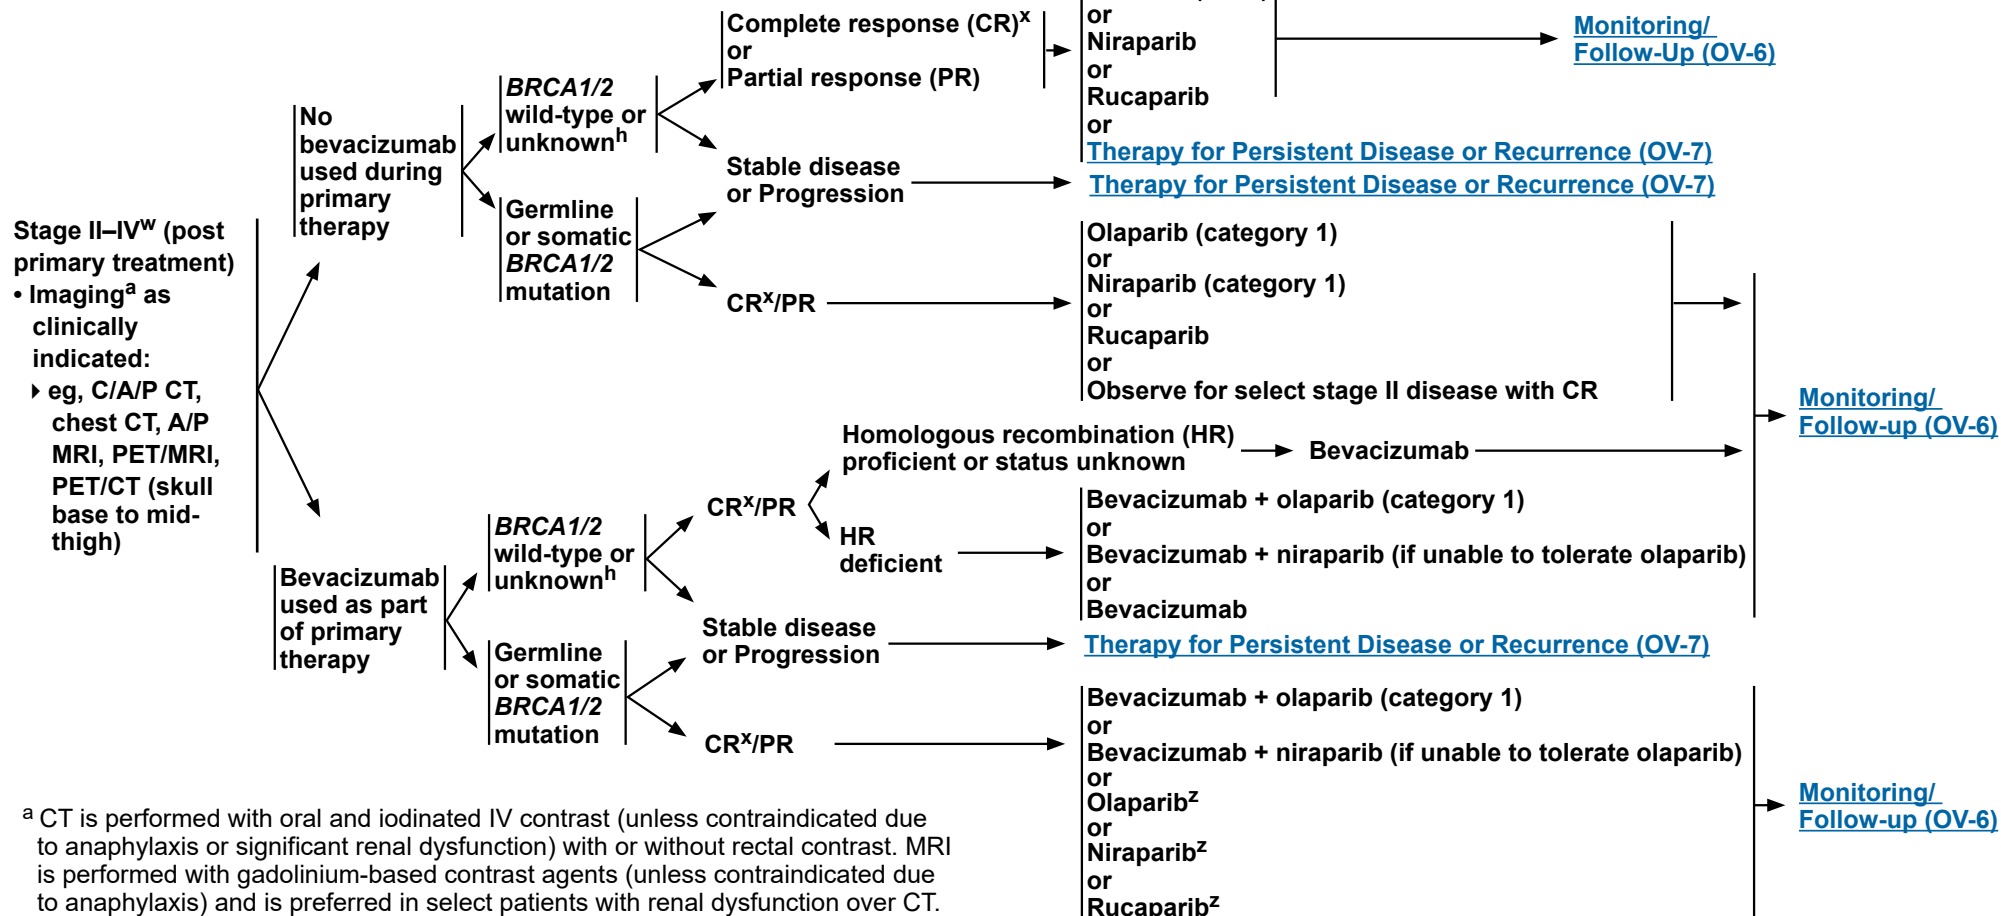 Stage II–IVw (post
primary treatment)
• Imaginga as
clinically
indicated:
eg, C/A/P CT,
chest CT, A/P
MRI, PET/MRI,
PET/CT (skull
base to mid-
thigh)
No
bevacizumab
used during
primary
therapy
BRCA1/2
wild-type or
unknownh
Complete response (CR)x
or
Partial response (PR)
or
Niraparib
or
Rucaparib
or
Therapy for Persistent Disease or Recurrence (OV-7)
Monitoring/
Follow-Up (OV-6)
Stable disease
or Progression
Therapy for Persistent Disease or Recurrence (OV-7)
Germline
or somatic
BRCA1/2
mutation
CRx/PR
Olaparib (category 1)
or
Niraparib (category 1)
or
Rucaparib
or
Observe for select stage II disease with CR
Monitoring/
Follow-up (OV-6)
Bevacizumab
used as part
of primary
therapy
BRCA1/2
wild-type or
unknownh
CRx/PR
Homologous recombination (HR)
proficient or status unknown
Bevacizumab
HR
deficient
Bevacizumab + olaparib (category 1)
or
Bevacizumab + niraparib (if unable to tolerate olaparib)
or
Bevacizumab
Stable disease
or Progression
Therapy for Persistent Disease or Recurrence (OV-7)
Germline
or somatic
BRCA1/2
mutation
CRx/PR
Bevacizumab + olaparib (category 1)
or
Bevacizumab + niraparib (if unable to tolerate olaparib)
or
Olaparibz
or
Niraparibz
or
Rucaparibz
Monitoring/
Follow-up (OV-6)
a CT is performed with oral and iodinated IV contrast (unless contraindicated due
to anaphylaxis or significant renal dysfunction) with or without rectal contrast. MRI
is performed with gadolinium-based contrast agents (unless contraindicated due
to anaphylaxis) and is preferred in select patients with renal dysfunction over CT.